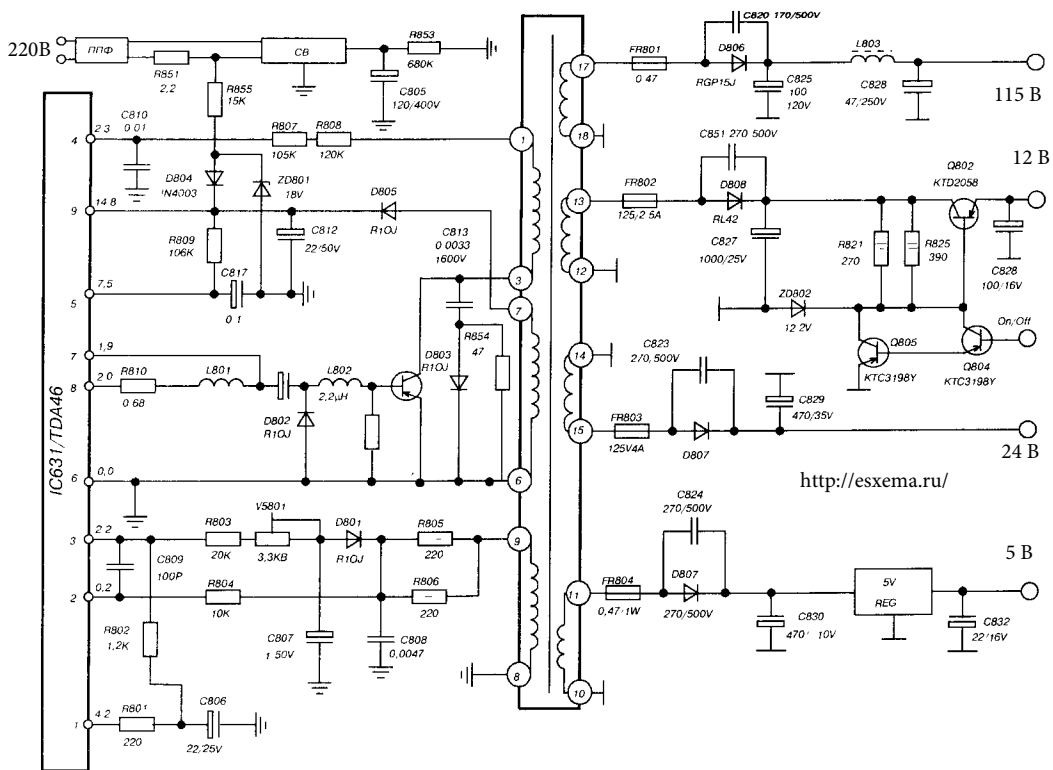 220В
ППФ
R851
2,2
СВ
R853
680K
C805
120/400V
R855
15K
IC631/TDA46
4
2 3
C810
0 01
R807
105K
R808
120K
1
D804
IN4003
ZD801
18V
9
14 8
D805
R1OJ
R809
106K
C812
22/50V
C813
0 0033
1600V
5
7,5
C817
0 1
3
7
7
1,9
8
2 0
R810
0 68
L801
L802
2,2µH
D802
R1OJ
D803
R1OJ
R854
47
6
0,0
6
3
2 2
C809
100P
R803
20K
V5801
3,3KB
D801
R1OJ
R805
220
9
2
0,2
R804
10K
R806
220
R802
1,2K
C807
1 50V
C808
0,0047
8
1
4 2
R801
220
C806
22/25V
17
18
FR801
0 47
C820 170/500V
D806
RGP15J
C825
100
120V
L803
C828
47/250V
115 В
13
12
FR802
125/2 5A
C851 270 500V
D808
RL42
C827
1000/25V
R821
270
R825
390
Q802
KTD2058
12 В
C828
100/16V
ZD802
12 2V
Q805
KTC3198Y
On/Off
Q804
KTC3198Y
14
15
FR803
125V4A
C823
270,500V
D807
C829
470/35V
24 В
http://esxema.ru/
11
10
FR804
0,47/1W
C824
270/500V
D807
270/500V
C830
470/ 10V
5V
REG
C832
22/16V
5 В